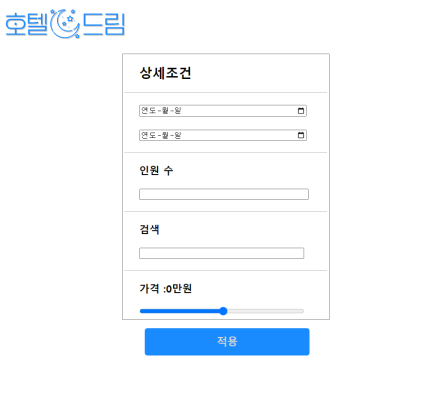 호텔 드림
상세조건
연도-월-일
연도-월-일
인원 수
검색
가격 :0만원
적용